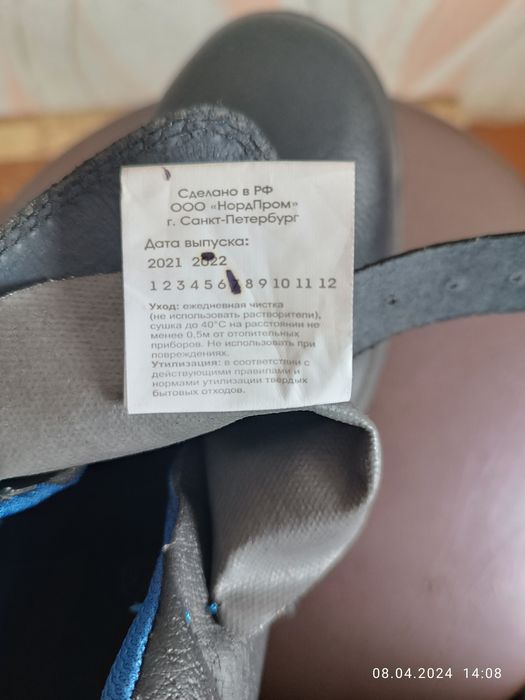 Сделано в РФ
ООО «НордПром»
г. Санкт-Петербург
Дата выпуска:
2021 2022
1 2 3 4 5 6 7 8 9 10 11 12
Уход: ежедневная чистка
(не использовать растворители),
сушка до 40°С на расстоянии не
менее 0,5м от отопительных
приборов. Не использовать при
повреждениях.
Утилизация: в соответствии с
действующими правилами и
нормами утилизации твердых
бытовых отходов.
08.04.2024 14:08